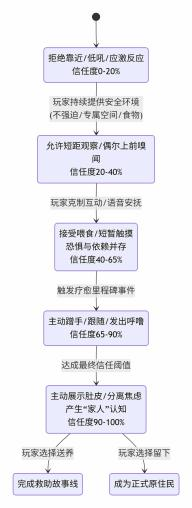 拒绝靠近/低吼/应激反应
信任度0-20%
玩家持续提供安全环境
(不强迫/专属空间/食物)
允许短距观察/偶尔上前嗅
闻
信任度20-40%
玩家克制互动/语音安抚
接受喂食/短暂触摸
恐惧与依赖并存
信任度40-65%
触发疗愈里程碑事件
主动蹭手/跟随/发出呼噜
信任度65-90%
达成最终信任阈值
主动展示肚皮/分离焦虑
产生"家人"认知
信任度90-100%
玩家选择送养
玩家选择留下
完成救助故事线
成为正式原住民